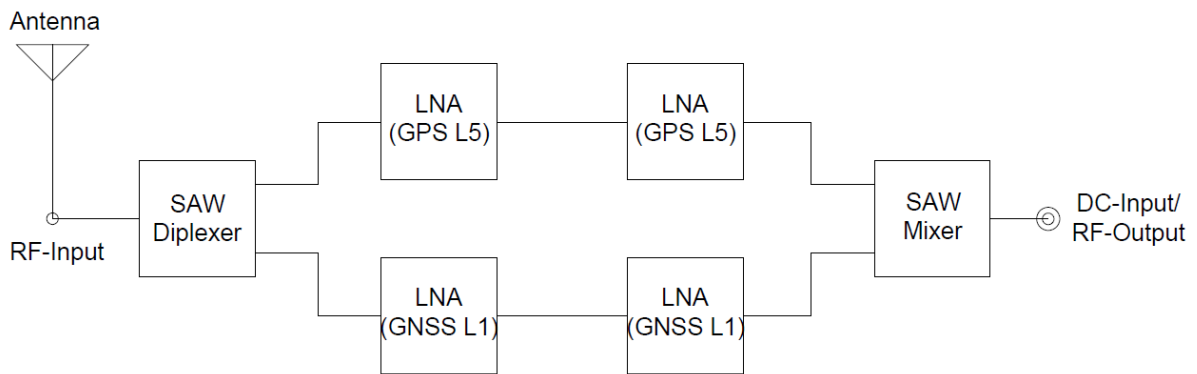 Antenna
RF-Input
SAW
Diplexer
LNA
(GPS L5)
LNA
(GPS L5)
LNA
(GNSS L1)
LNA
(GNSS L1)
SAW
Mixer
DC-Input/
RF-Output